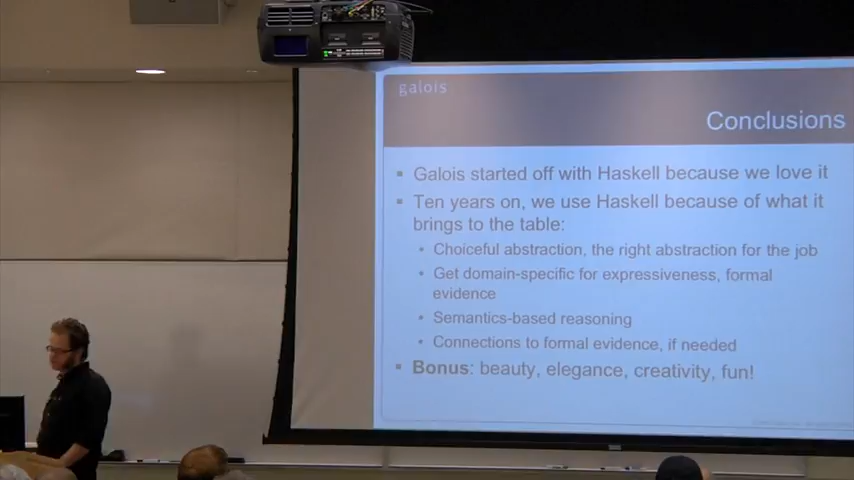 galois
Conclusions
Galois started off with Haskell because we love it
Ten years on, we use Haskell because of what it
brings to the table:
Choiceful abstraction, the right abstraction for the job
Get domain-specific for expressiveness, formal
evidence
Semantics-based reasoning
Connections to formal evidence, if needed
Bonus: beauty, elegance, creativity, fun!